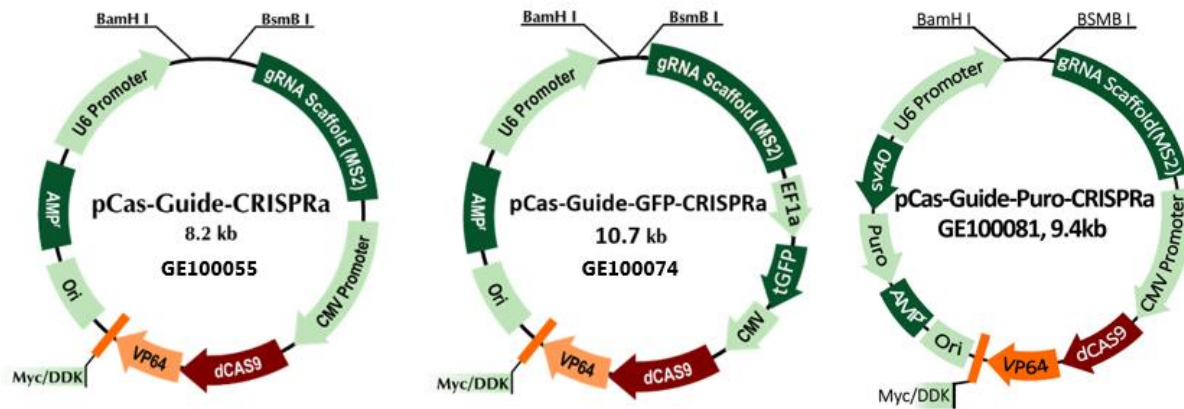 BamH I
BsmB I
U6 Promoter
gRNA Scaffold (MS2)
AMPr
pCas-Guide-CRISPRa
8.2 kb
GE100055
Ori
CMV Promoter
VP64
dCAS9
Myc/DDK
BamH I
BsmB I
U6 Promoter
gRNA Scaffold (MS2)
EF1a
AMPr
pCas-Guide-GFP-CRISPRa
10.7 kb
GE100074
tGFP
Ori
CMV
VP64
dCAS9
Myc/DDK
BamH I
BSMB I
U6 Promoter
gRNA Scaffold(MS2)
sv40
pCas-Guide-Puro-CRISPRa
GE100081, 9.4kb
Puro
CMV Promoter
AMPr
Ori
VP64
dCAS9
Myc/DDK